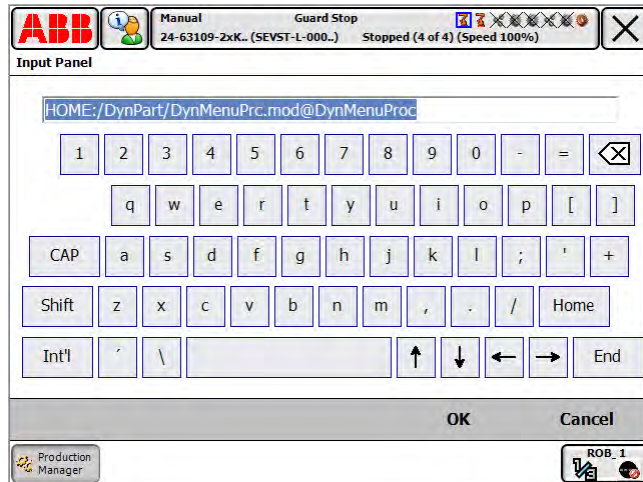 ABB
Manual Guard Stop
24-63109-2xK.. (SEVST-L-000..) Stopped (4 of 4) (Speed 100%)
Input Panel
HOME:/DynPart/DynMenuPrc.mod@DynMenuProc
1 2 3 4 5 6 7 8 9 0 - =
q w e r t y u i o p [ ]
CAP a s d f g h j k l ; ' +
Shift z x c v b n m , . / Home
Int'l ´ \ ↑ ↓ ← → End
OK Cancel
Production
Manager
ROB_1
1/3